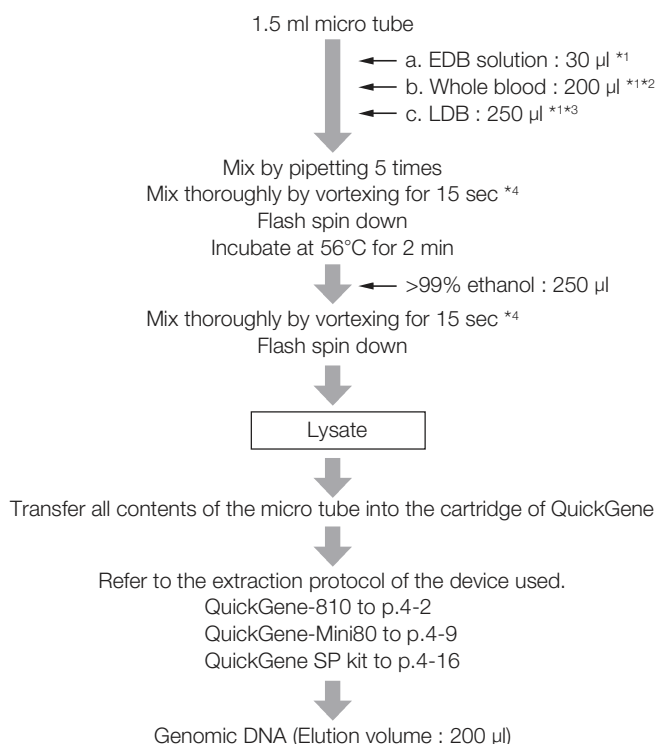 1.5 ml micro tube
a. EDB solution : 30 µl *1
b. Whole blood : 200 µl *1*2
c. LDB : 250 µl *1*3
Mix by pipetting 5 times
Mix thoroughly by vortexing for 15 sec *4
Flash spin down
Incubate at 56°C for 2 min
>99% ethanol : 250 µl
Mix thoroughly by vortexing for 15 sec *4
Flash spin down
Lysate
Transfer all contents of the micro tube into the cartridge of QuickGene
Refer to the extraction protocol of the device used.
QuickGene-810 to p.4-2
QuickGene-Mini80 to p.4-9
QuickGene SP kit to p.4-16
Genomic DNA (Elution volume : 200 µl)